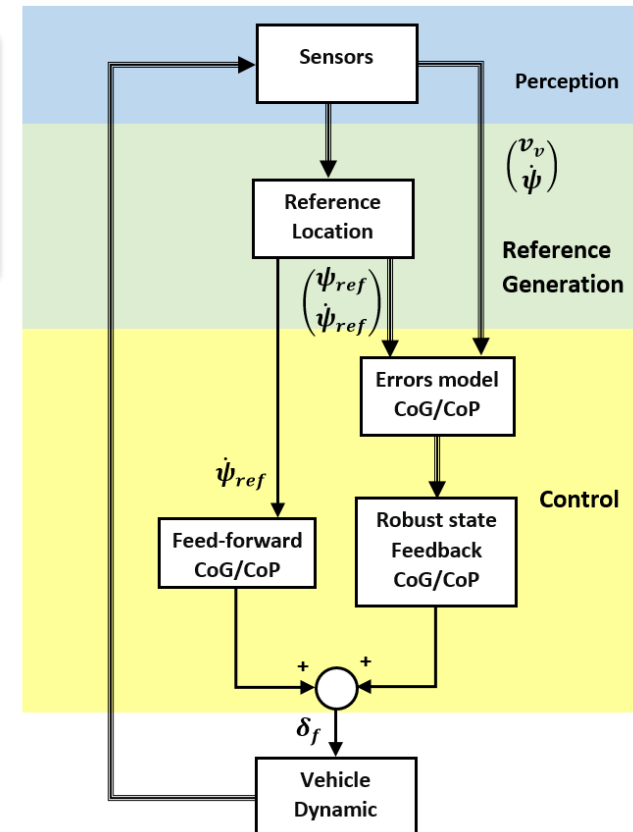 Sensors
Perception
(v_v
ψ̇)
Reference
Location
Reference
Generation
(ψ_ref
ψ̇_ref)
Errors model
CoG/CoP
ψ̇_ref
Control
Feed-forward
CoG/CoP
Robust state
Feedback
CoG/CoP
+ +
δ_f
Vehicle
Dynamic